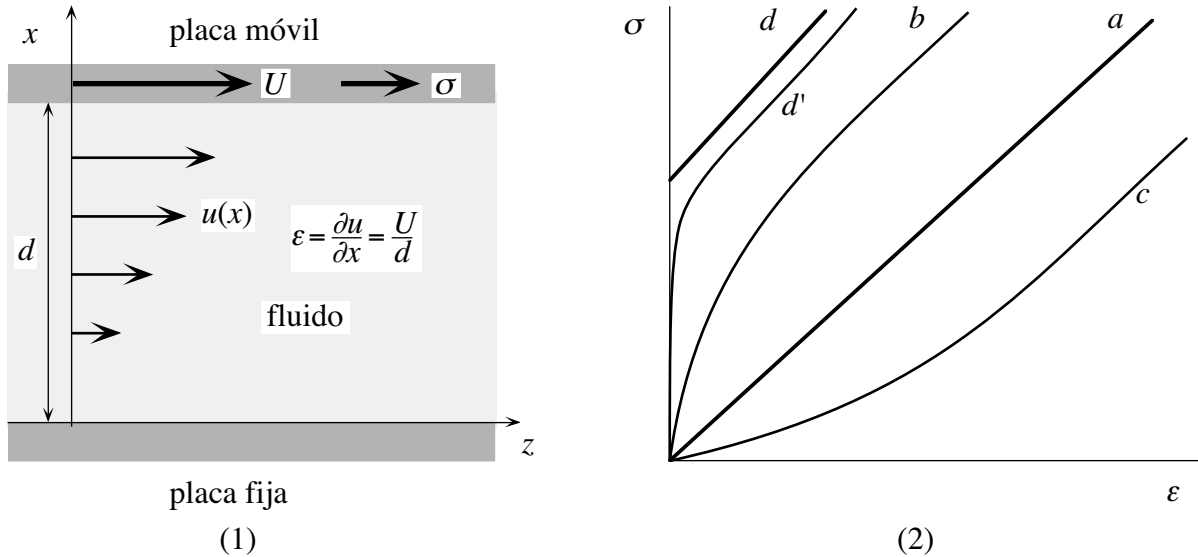 x
placa móvil
U
σ
u(x)
d
ε = ∂u/∂x = U/d
fluido
z
placa fija
(1)
σ
d
b
a
d'
c
ε
(2)